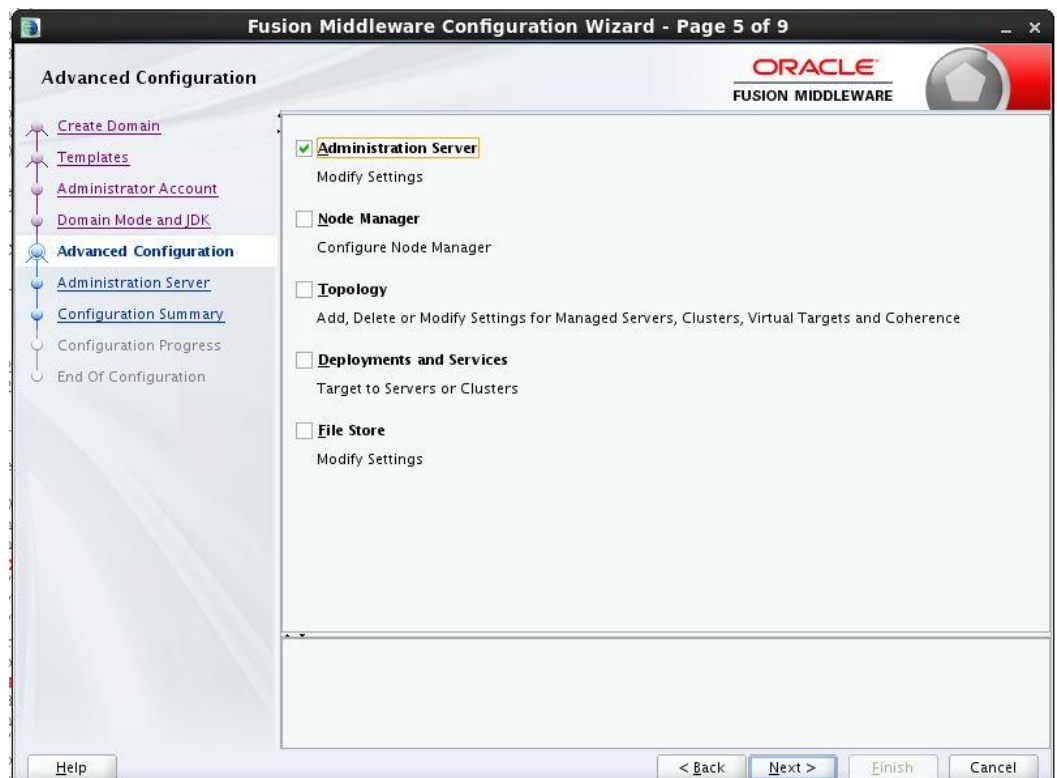 Fusion Middleware Configuration Wizard - Page 5 of 9
Advanced Configuration
ORACLE
FUSION MIDDLEWARE
Create Domain
Templates
Administrator Account
Domain Mode and JDK
Advanced Configuration
Administration Server
Configuration Summary
Configuration Progress
End Of Configuration
Administration Server
Modify Settings
Node Manager
Configure Node Manager
Topology
Add, Delete or Modify Settings for Managed Servers, Clusters, Virtual Targets and Coherence
Deployments and Services
Target to Servers or Clusters
File Store
Modify Settings
Help
< Back
Next >
Finish
Cancel